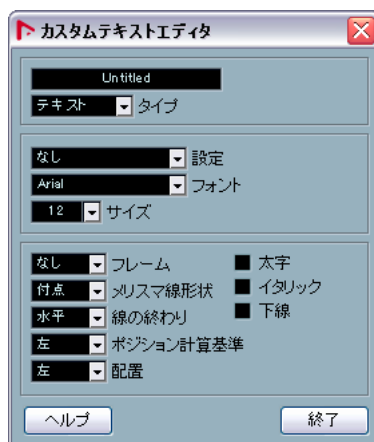 カスタムテキストエディタ
Untitled
テキスト タイプ
なし 設定
Arial フォント
12 サイズ
なし フレーム 太字
付点 メリスマ線形状 イタリック
水平 線の終わり 下線
左 ポジション計算基準
左 配置
ヘルプ 終了